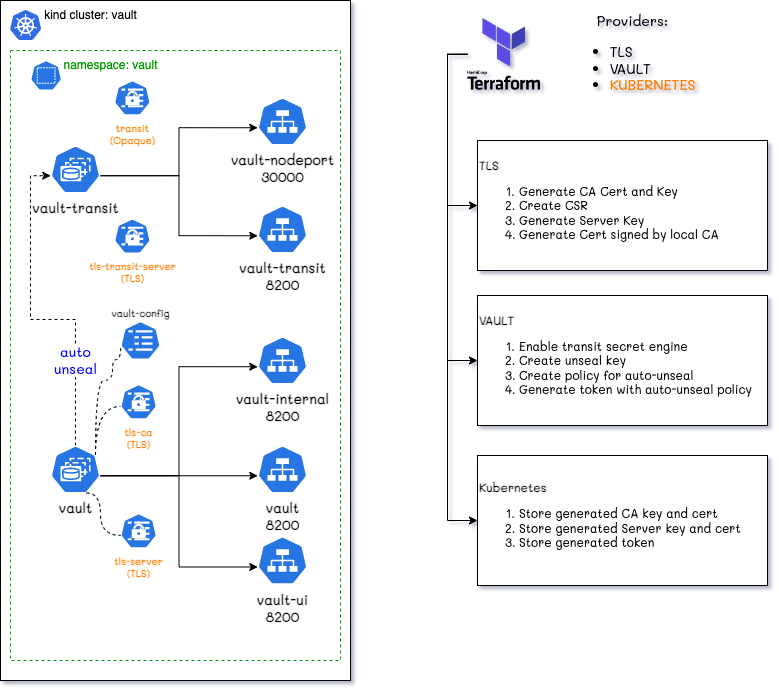 kind cluster: vault
namespace: vault
transit
(Opaque)
vault-nodeport
30000
vault-transit
tls-transit-server
(TLS)
vault-transit
8200
vault-config
auto
unseal
vault-internal
8200
tls-ca
(TLS)
vault
vault
8200
tls-server
(TLS)
vault-ui
8200
HashiCorp
Terraform
Providers:
• TLS
• VAULT
• KUBERNETES
TLS
1. Generate CA Cert and Key
2. Create CSR
3. Generate Server Key
4. Generate Cert signed by local CA
VAULT
1. Enable transit secret engine
2. Create unseal key
3. Create policy for auto-unseal
4. Generate token with auto-unseal policy
Kubernetes
1. Store generated CA key and cert
2. Store generated Server key and cert
3. Store generated token